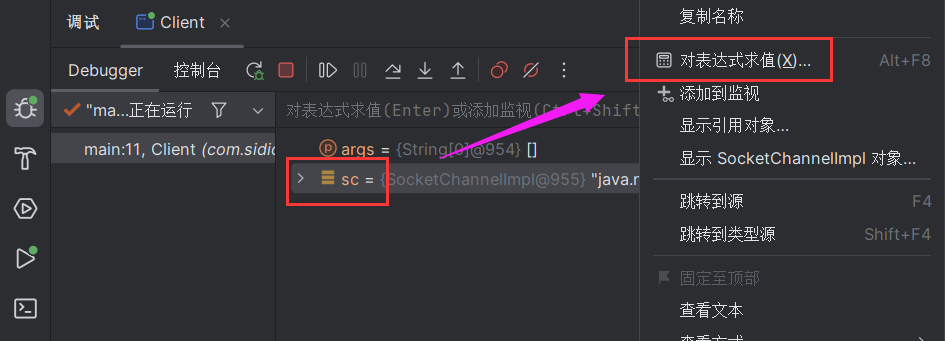 调试
Client
Debugger
控制台
"ma...正在运行
对表达式求值(Enter)或添加监视(Ctrl+Shift
main:11, Client (com.sidi
args = {String[0]@954} []
sc = {SocketChannelImpl@955} "java.n
复制名称
对表达式求值(X)... Alt+F8
添加到监视
显示引用对象...
显示 SocketChannelImpl 对象...
跳转到源 F4
跳转到类型源 Shift+F4
固定至顶部
查看文本
查看方式